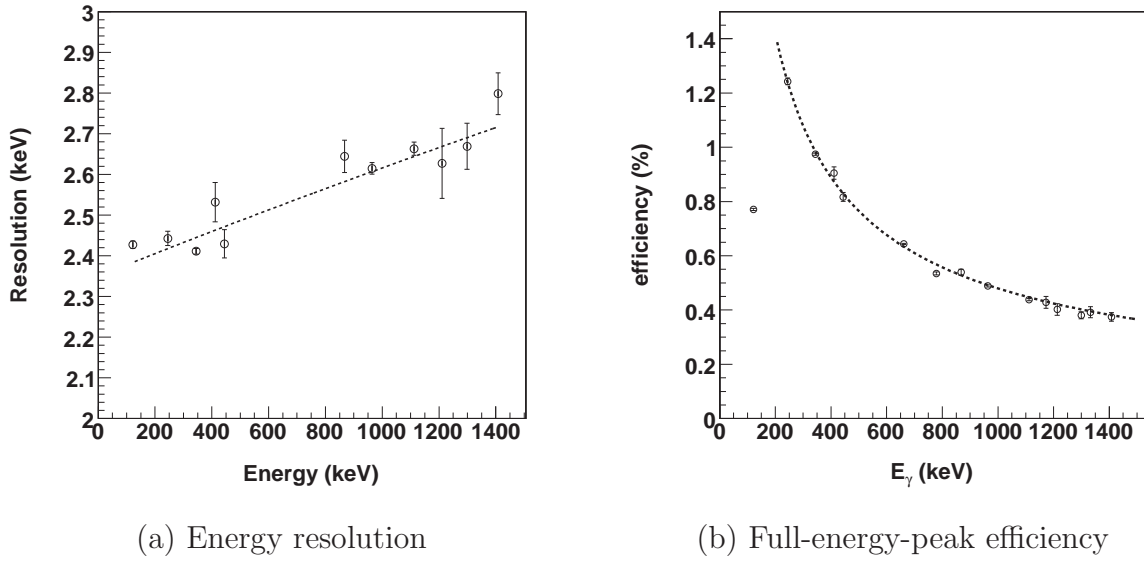 3
2.9
2.8
2.7
2.6
2.5
2.4
2.3
2.2
2.1
2
Resolution (keV)
0 200 400 600 800 1000 1200 1400
Energy (keV)
(a) Energy resolution
1.4
1.2
1
0.8
0.6
0.4
0.2
0
efficiency (%)
0 200 400 600 800 1000 1200 1400
Eγ (keV)
(b) Full-energy-peak efficiency